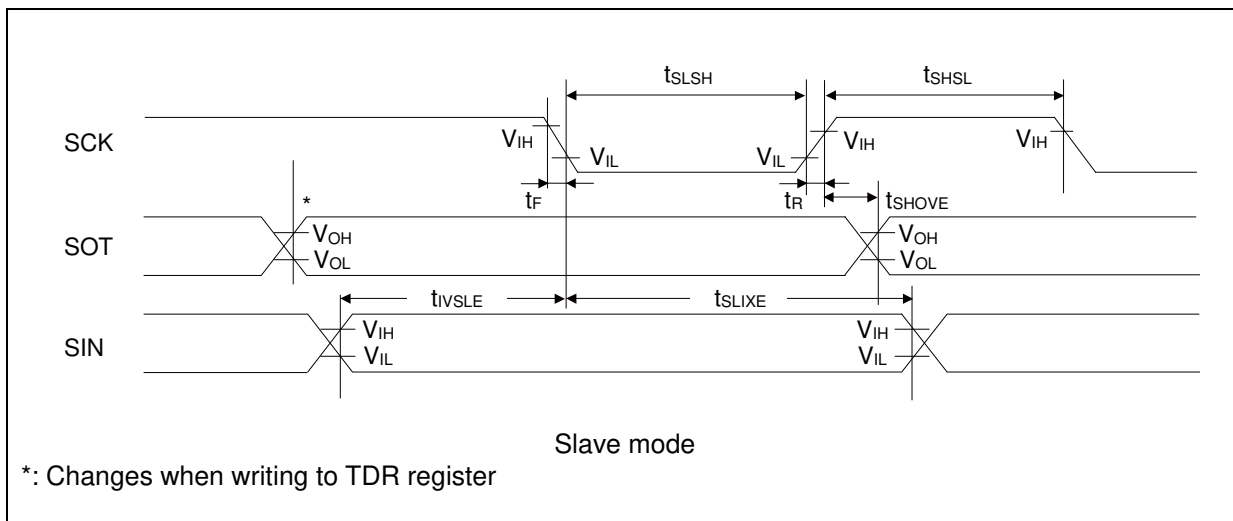 tSLSH
tSHSL
SCK
VIH
VIL
VIL
VIH
VIH
tF
tR
tSHOVE
*
SOT
VOH
VOL
VOH
VOL
tIVSLE
tSLIXE
SIN
VIH
VIL
VIH
VIL
Slave mode
*: Changes when writing to TDR register